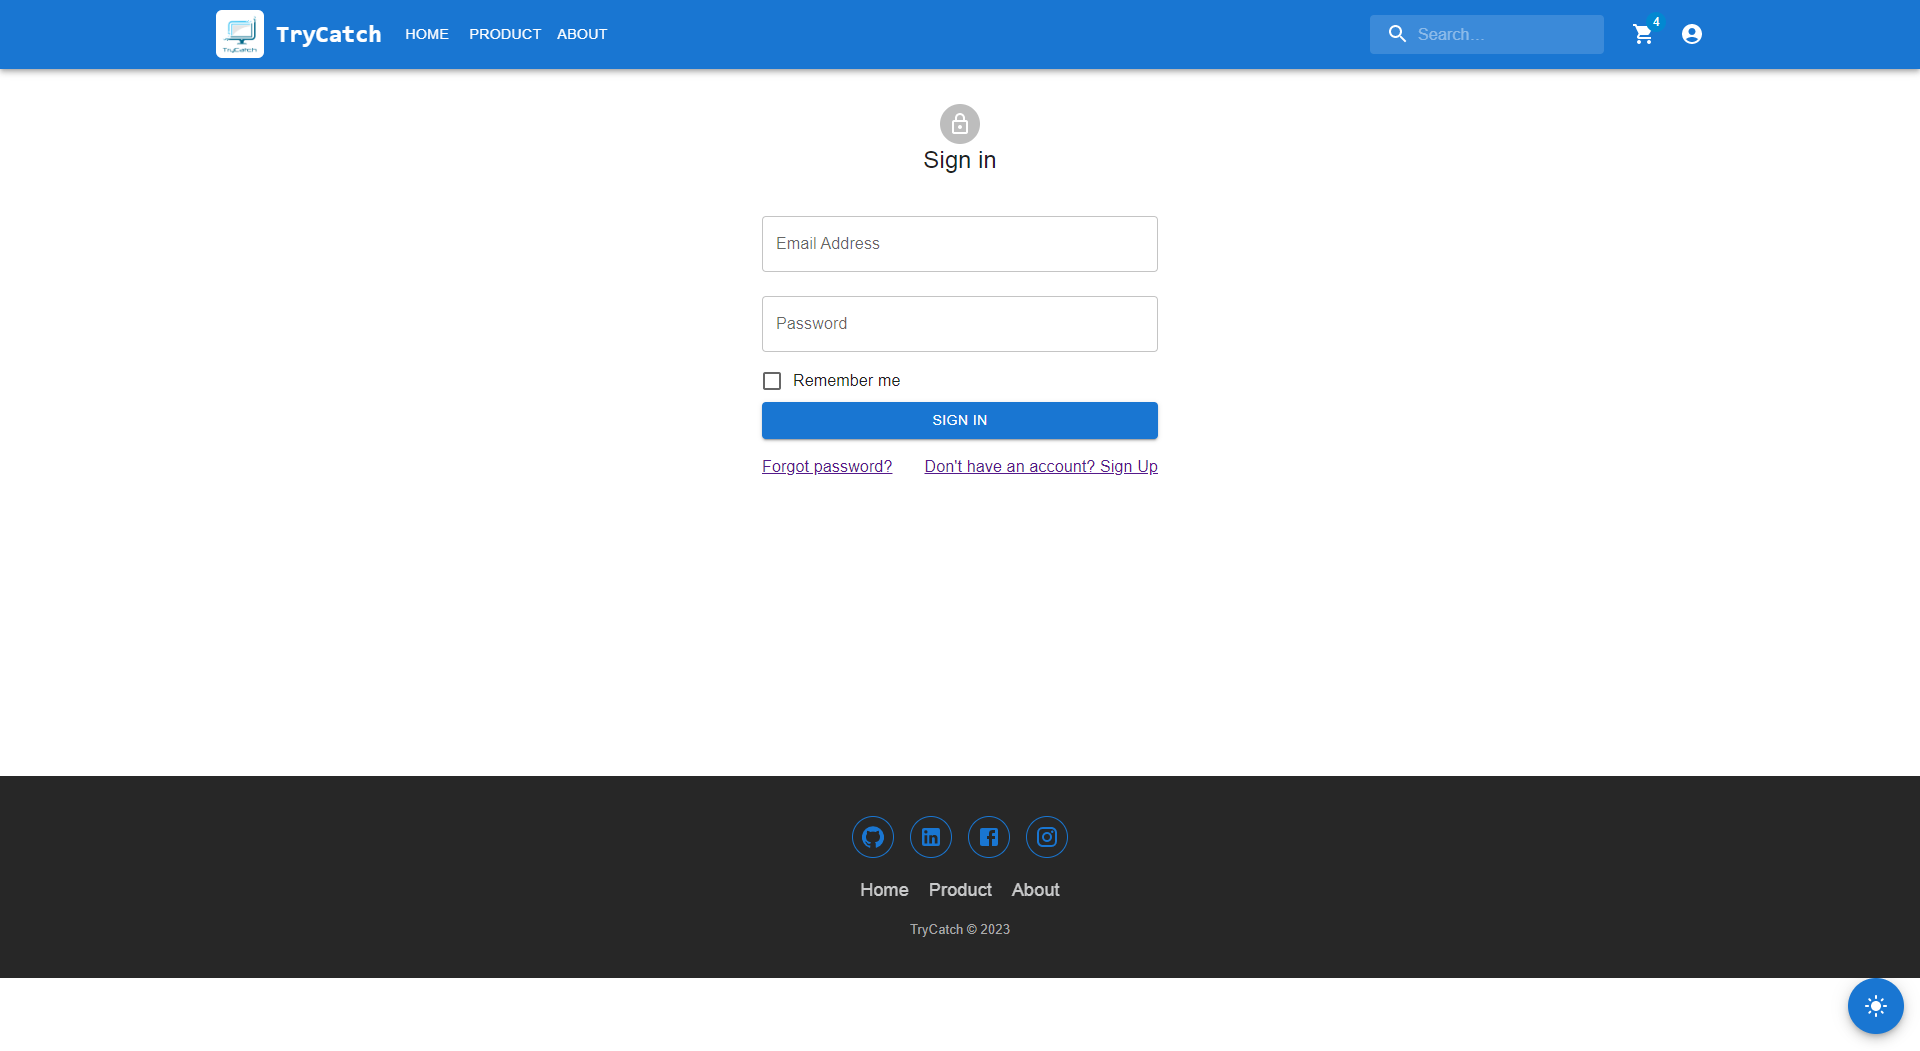 TryCatch
TryCatch HOME PRODUCT ABOUT Search... 4
Sign in
Email Address
Password
Remember me
SIGN IN
Forgot password? Don't have an account? Sign Up
Home Product About
TryCatch © 2023